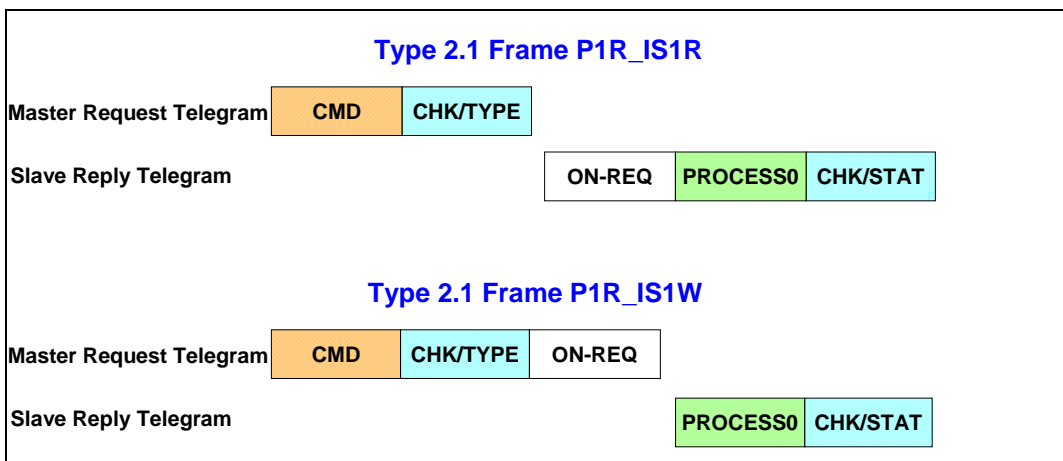 Type 2.1 Frame P1R_IS1R
Master Request Telegram CMD CHK/TYPE
Slave Reply Telegram ON-REQ PROCESS0 CHK/STAT
Type 2.1 Frame P1R_IS1W
Master Request Telegram CMD CHK/TYPE ON-REQ
Slave Reply Telegram PROCESS0 CHK/STAT